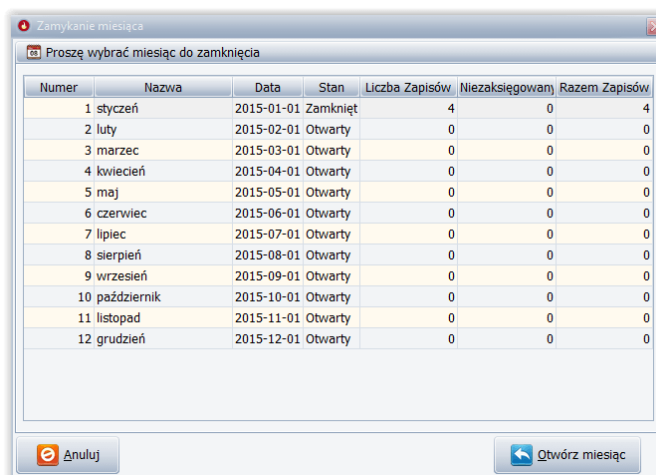 Zamykanie miesiąca
08 Proszę wybrać miesiąc do zamknięcia
Numer Nazwa Data Stan Liczba Zapisów Niezaksięgowany Razem Zapisów
1 styczeń 2015-01-01 Zamknięt 4 0 4
2 luty 2015-02-01 Otwarty 0 0 0
3 marzec 2015-03-01 Otwarty 0 0 0
4 kwiecień 2015-04-01 Otwarty 0 0 0
5 maj 2015-05-01 Otwarty 0 0 0
6 czerwiec 2015-06-01 Otwarty 0 0 0
7 lipiec 2015-07-01 Otwarty 0 0 0
8 sierpień 2015-08-01 Otwarty 0 0 0
9 wrzesień 2015-09-01 Otwarty 0 0 0
10 październik 2015-10-01 Otwarty 0 0 0
11 listopad 2015-11-01 Otwarty 0 0 0
12 grudzień 2015-12-01 Otwarty 0 0 0
Anuluj Otwórz miesiąc